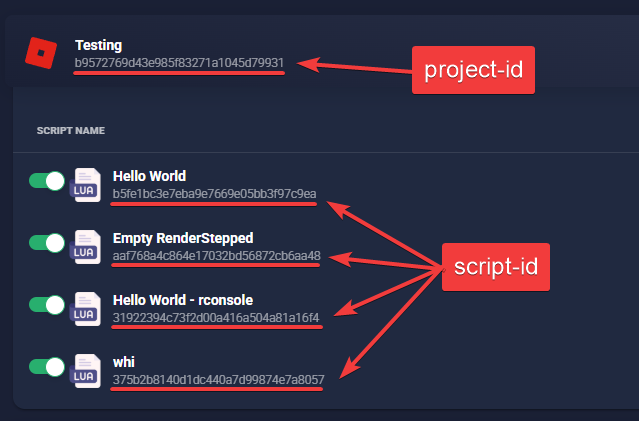 Testing
b9572769d43e985f83271a1045d79931
project-id
SCRIPT NAME
Hello World
b5fe1bc3e7eba9e7669e05bb3f97c9ea
Empty RenderStepped
aaf768a4c864e17032bd56872cb6aa48
script-id
Hello World - rconsole
31922394c73f2d00a416a504a81a16f4
whi
375b2b8140d1dc440a7d99874e7a8057
LUA
LUA
LUA
LUA